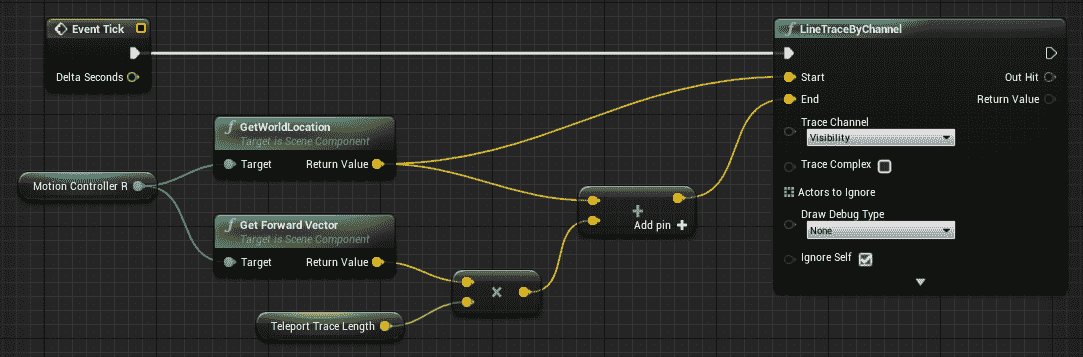 Event Tick
Delta Seconds
GetWorldLocation
Target is Scene Component
Target
Return Value
Motion Controller R
Get Forward Vector
Target is Scene Component
Target
Return Value
Teleport Trace Length
Add pin
LineTraceByChannel
Start
Out Hit
End
Return Value
Trace Channel
Visibility
Trace Complex
Actors to Ignore
Draw Debug Type
None
Ignore Self